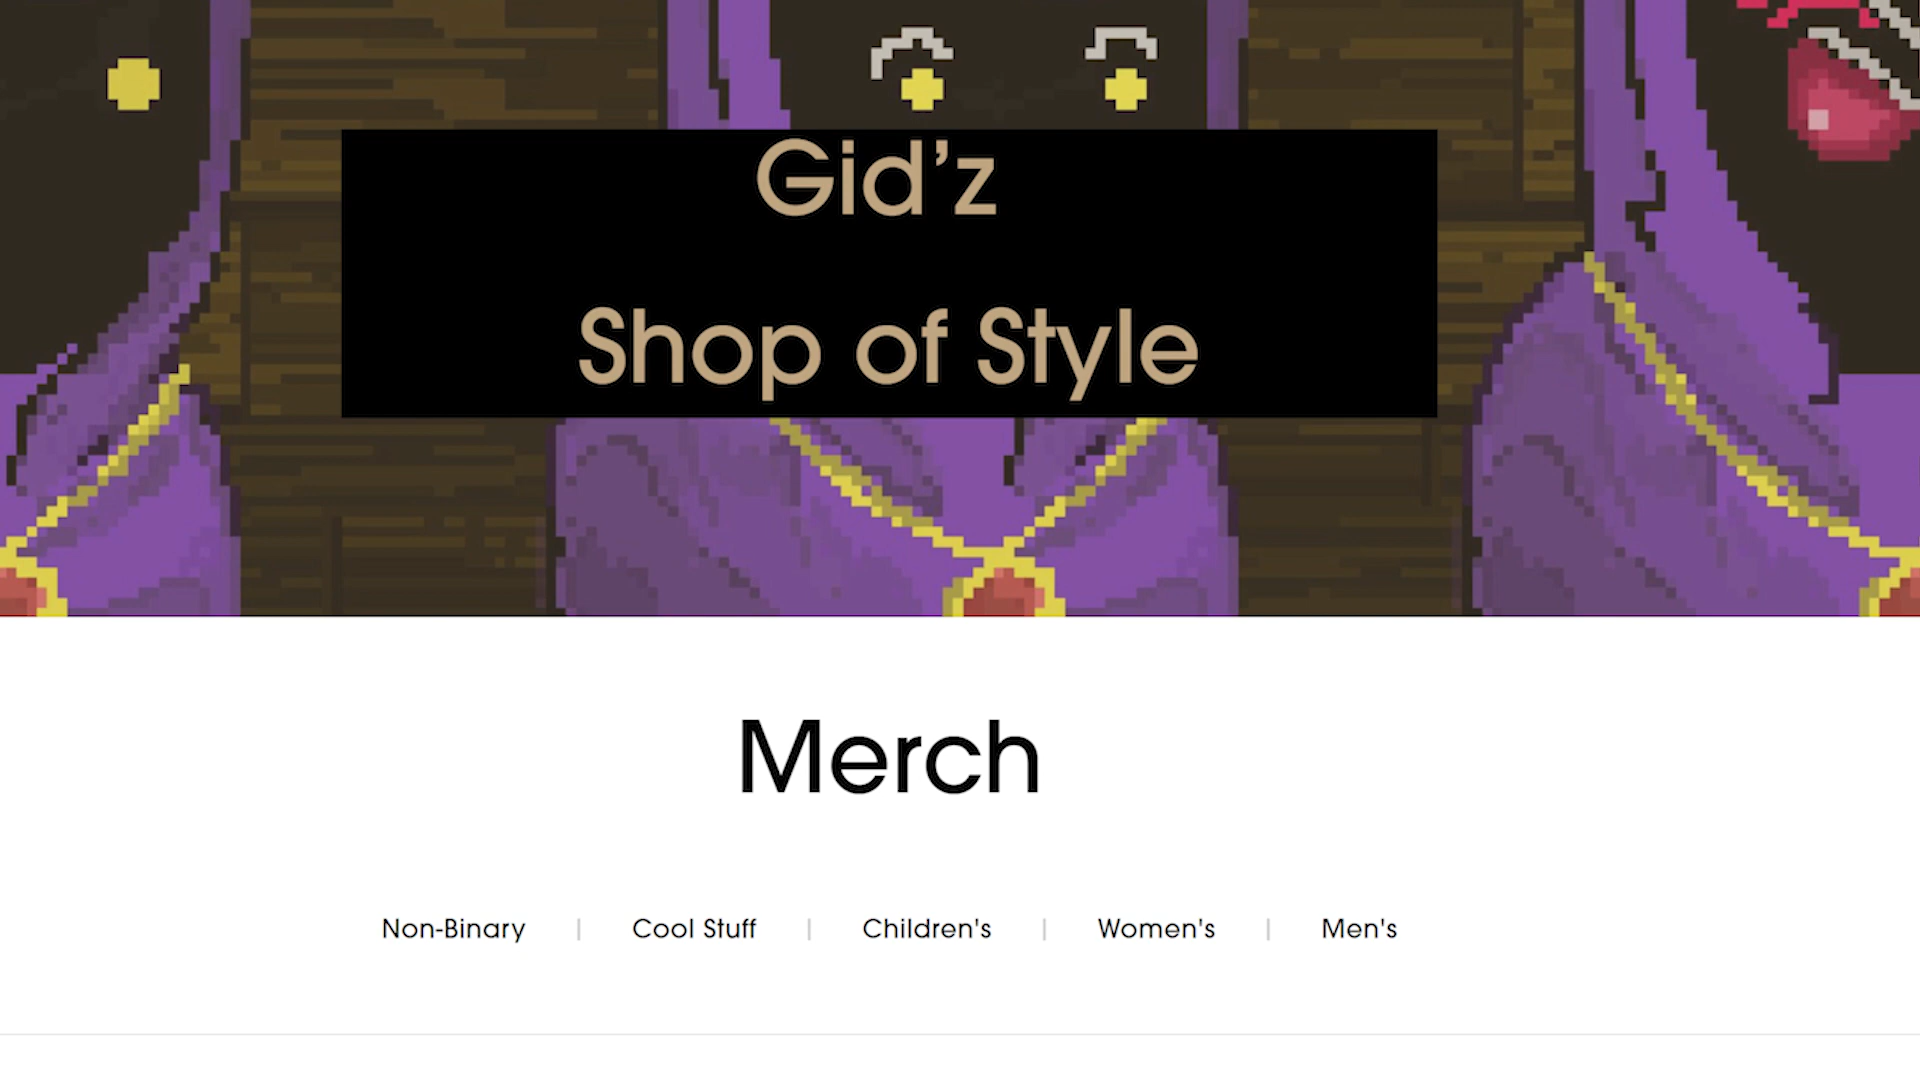 Gid’z
Shop of Style
Merch
Non-Binary | Cool Stuff | Children's | Women's | Men's